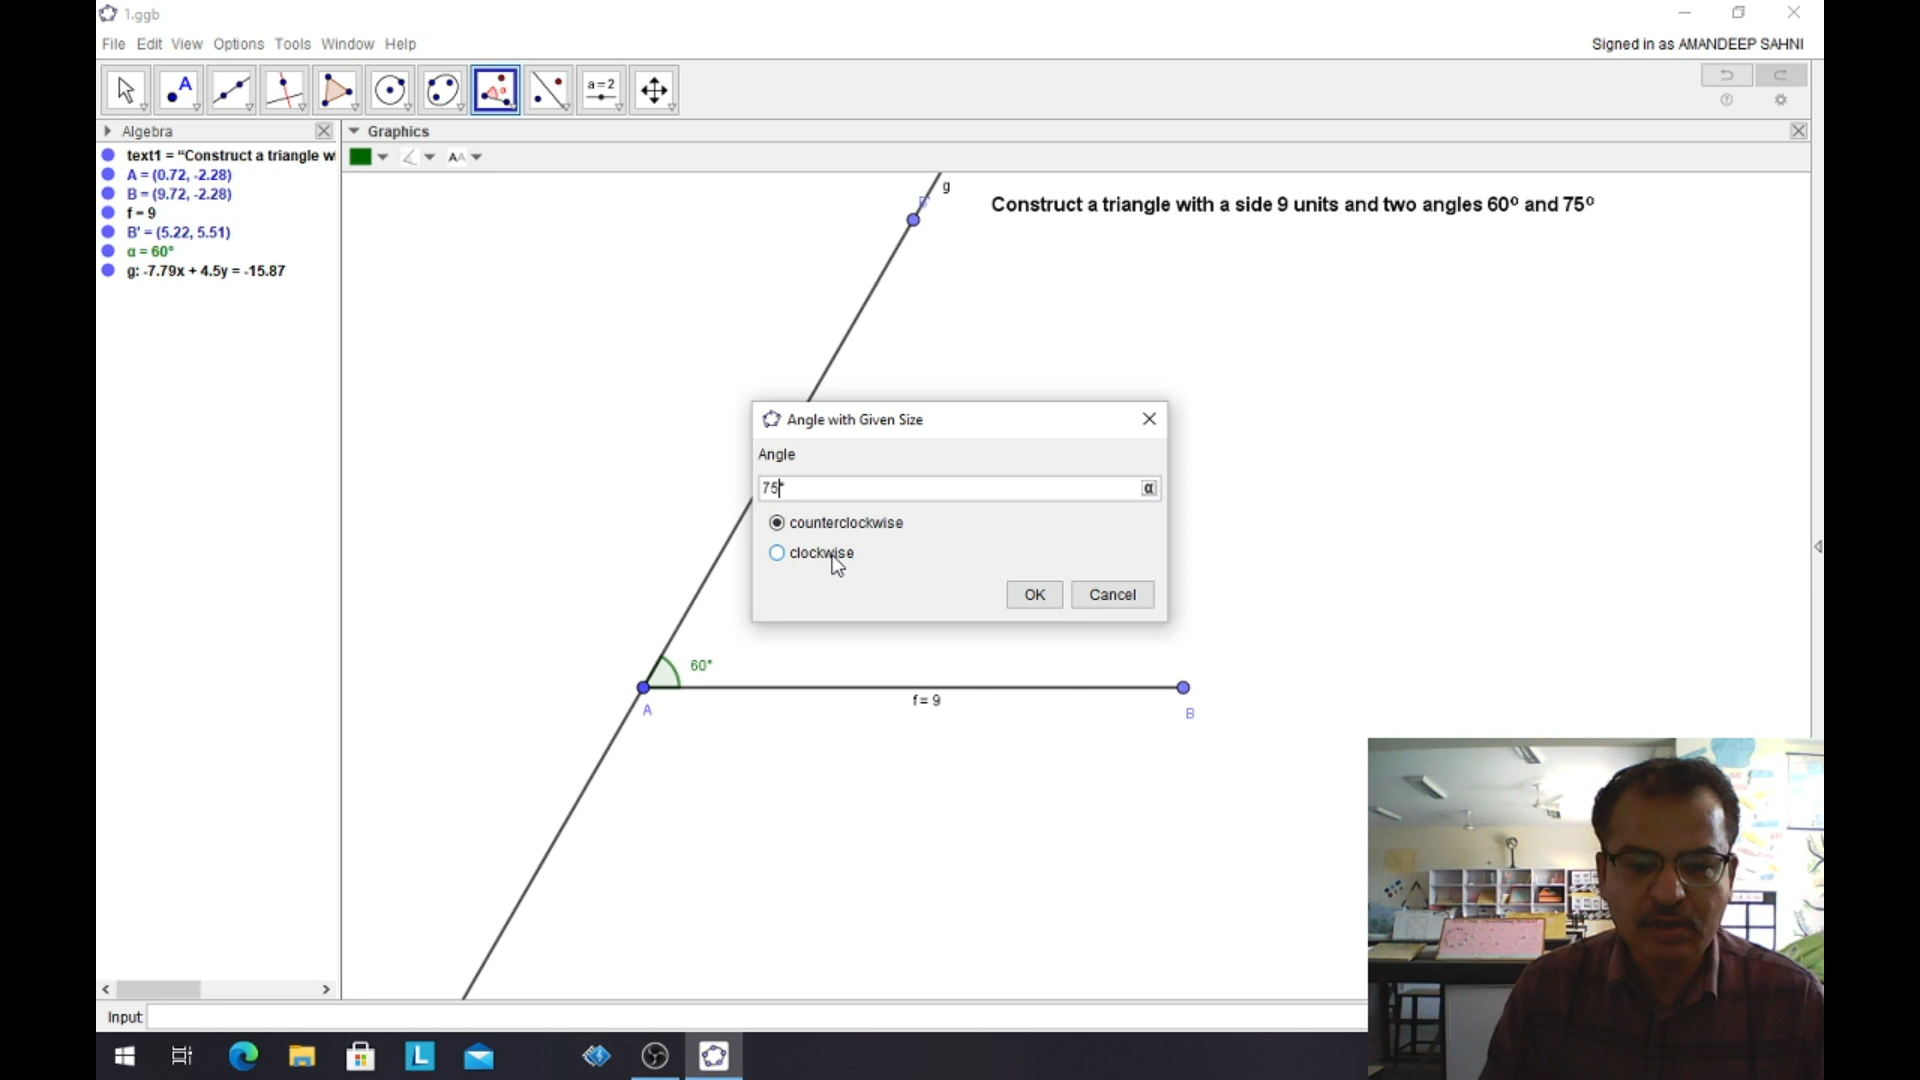 1.ggb
File Edit View Options Tools Window Help
Signed in as AMANDEEP SAHNI
A
a=2
Algebra
Graphics
AA
text1 = “Construct a triangle w
A = (0.72, -2.28)
B = (9.72, -2.28)
f = 9
B' = (5.22, 5.51)
α = 60°
g: -7.79x + 4.5y = -15.87
g
Construct a triangle with a side 9 units and two angles 60º and 75º
Angle with Given Size
Angle
75°
α
counterclockwise
clockwise
OK Cancel
60°
f = 9
A
B
Input
L